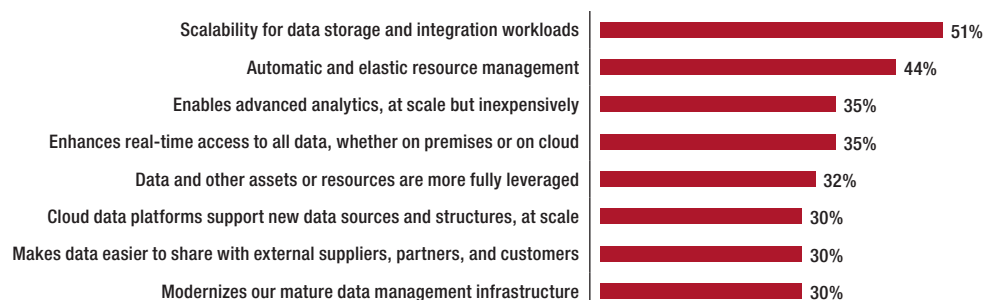 Scalability for data storage and integration workloads 51%
Automatic and elastic resource management 44%
Enables advanced analytics, at scale but inexpensively 35%
Enhances real-time access to all data, whether on premises or on cloud 35%
Data and other assets or resources are more fully leveraged 32%
Cloud data platforms support new data sources and structures, at scale 30%
Makes data easier to share with external suppliers, partners, and customers 30%
Modernizes our mature data management infrastructure 30%